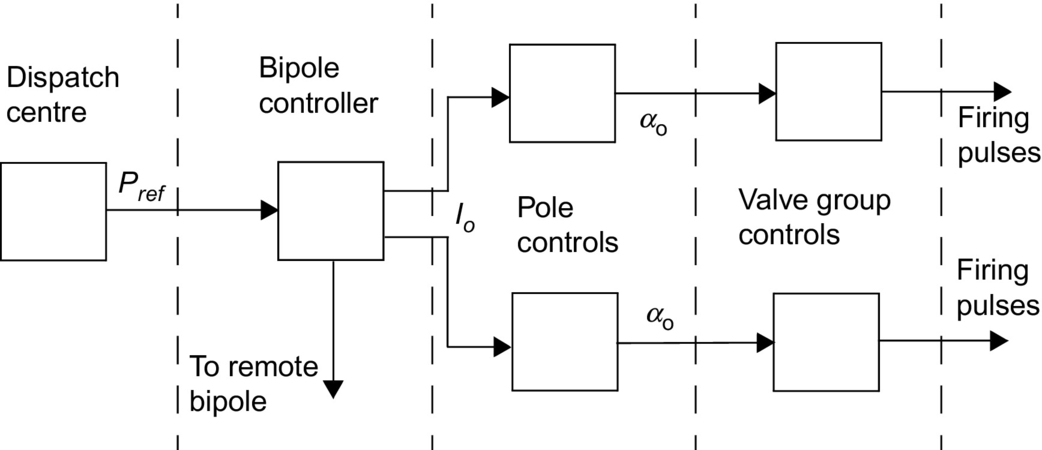 Dispatch
centre
Bipole
controller
P_ref
I_o
α_o
Pole
controls
α_o
Valve group
controls
Firing
pulses
Firing
pulses
To remote
bipole